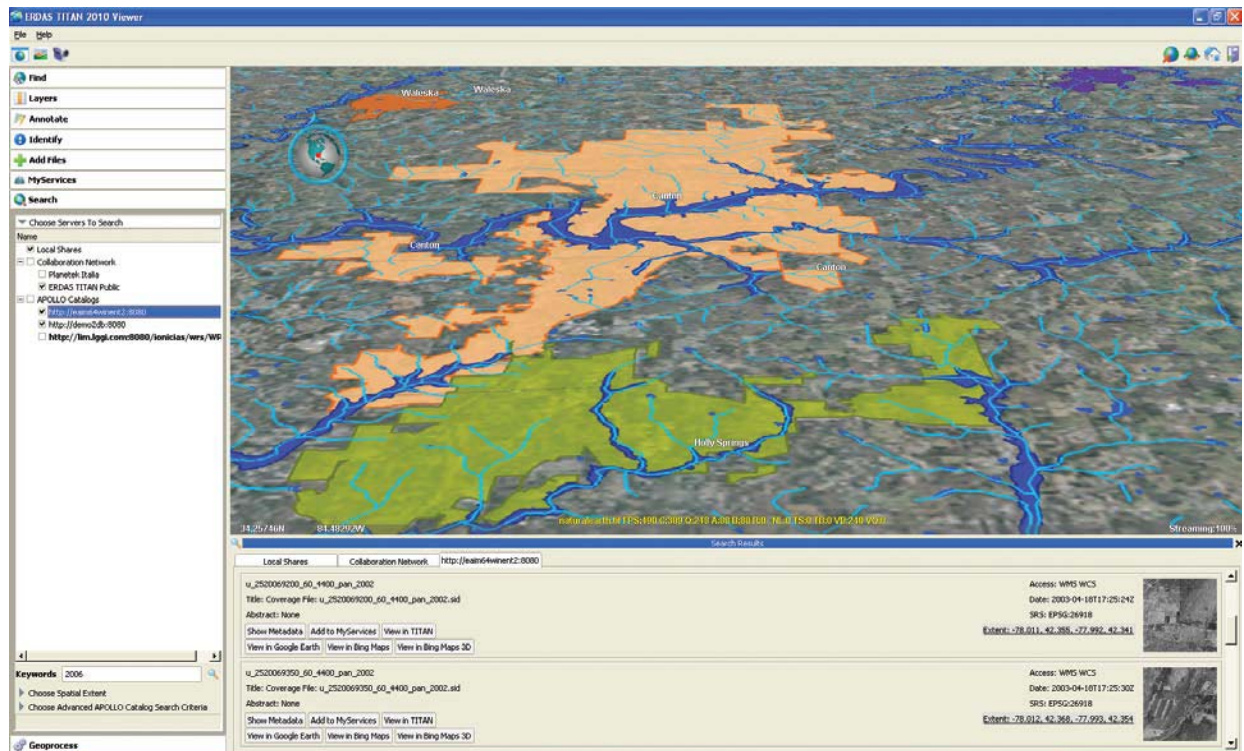 ERDAS TITAN 2010 Viewer
File Help
Find
Layers
Annotate
Identify
Add Files
MyServices
Search
Choose Servers To Search
Name
Local Shares
Collaboration Network
Planetek Italia
ERDAS TITAN Public
APOLLO Catalogs
http://eaim64winent2:8080
http://demo2db:8080
Keywords 2006
Choose Spatial Extent
Choose Advanced APOLLO Catalog Search Criteria
Geoprocess
Waleska
Waleska
Canton
Canton
Canton
Holly Springs
34.25746N 84.49292W
Streaming:100%
Search Results
Local Shares Collaboration Network http://eaim64winent2:8080
u_2520069200_60_4400_pan_2002
Title: Coverage File: u_2520069200_60_4400_pan_2002.sid
Abstract: None
Show Metadata Add to MyServices View in TITAN
View in Google Earth View in Bing Maps View in Bing Maps 3D
Access: WMS WCS
Date: 2003-04-18T17:25:24Z
SRS: EPSG:26918
Extent: -78.011, 42.355, -77.992, 42.341
u_2520069350_60_4400_pan_2002
Title: Coverage File: u_2520069350_60_4400_pan_2002.sid
Abstract: None
Show Metadata Add to MyServices View in TITAN
View in Google Earth View in Bing Maps View in Bing Maps 3D
Access: WMS WCS
Date: 2003-04-18T17:25:30Z
SRS: EPSG:26918
Extent: -78.012, 42.368, -77.993, 42.354